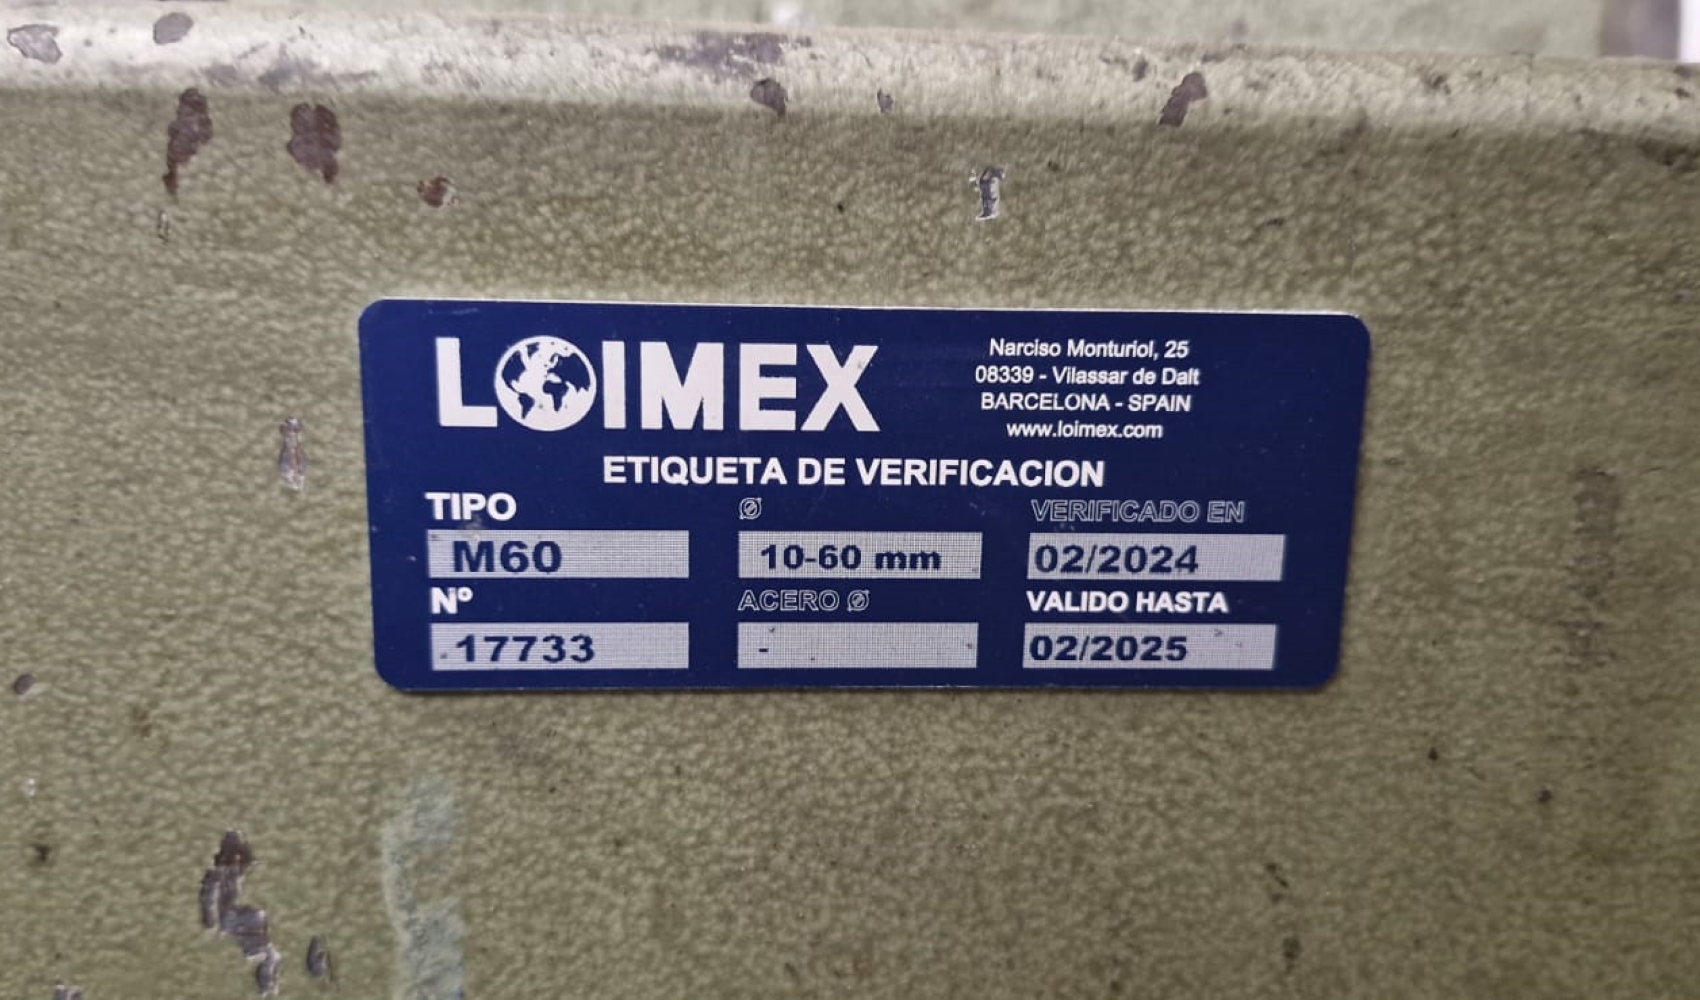 LOIMEX
Narciso Monturiol, 25
08339 - Vilassar de Dalt
BARCELONA - SPAIN
www.loimex.com
ETIQUETA DE VERIFICACION
TIPO Ø VERIFICADO EN
M60 10-60 mm 02/2024
Nº ACERO Ø VALIDO HASTA
17733 - 02/2025